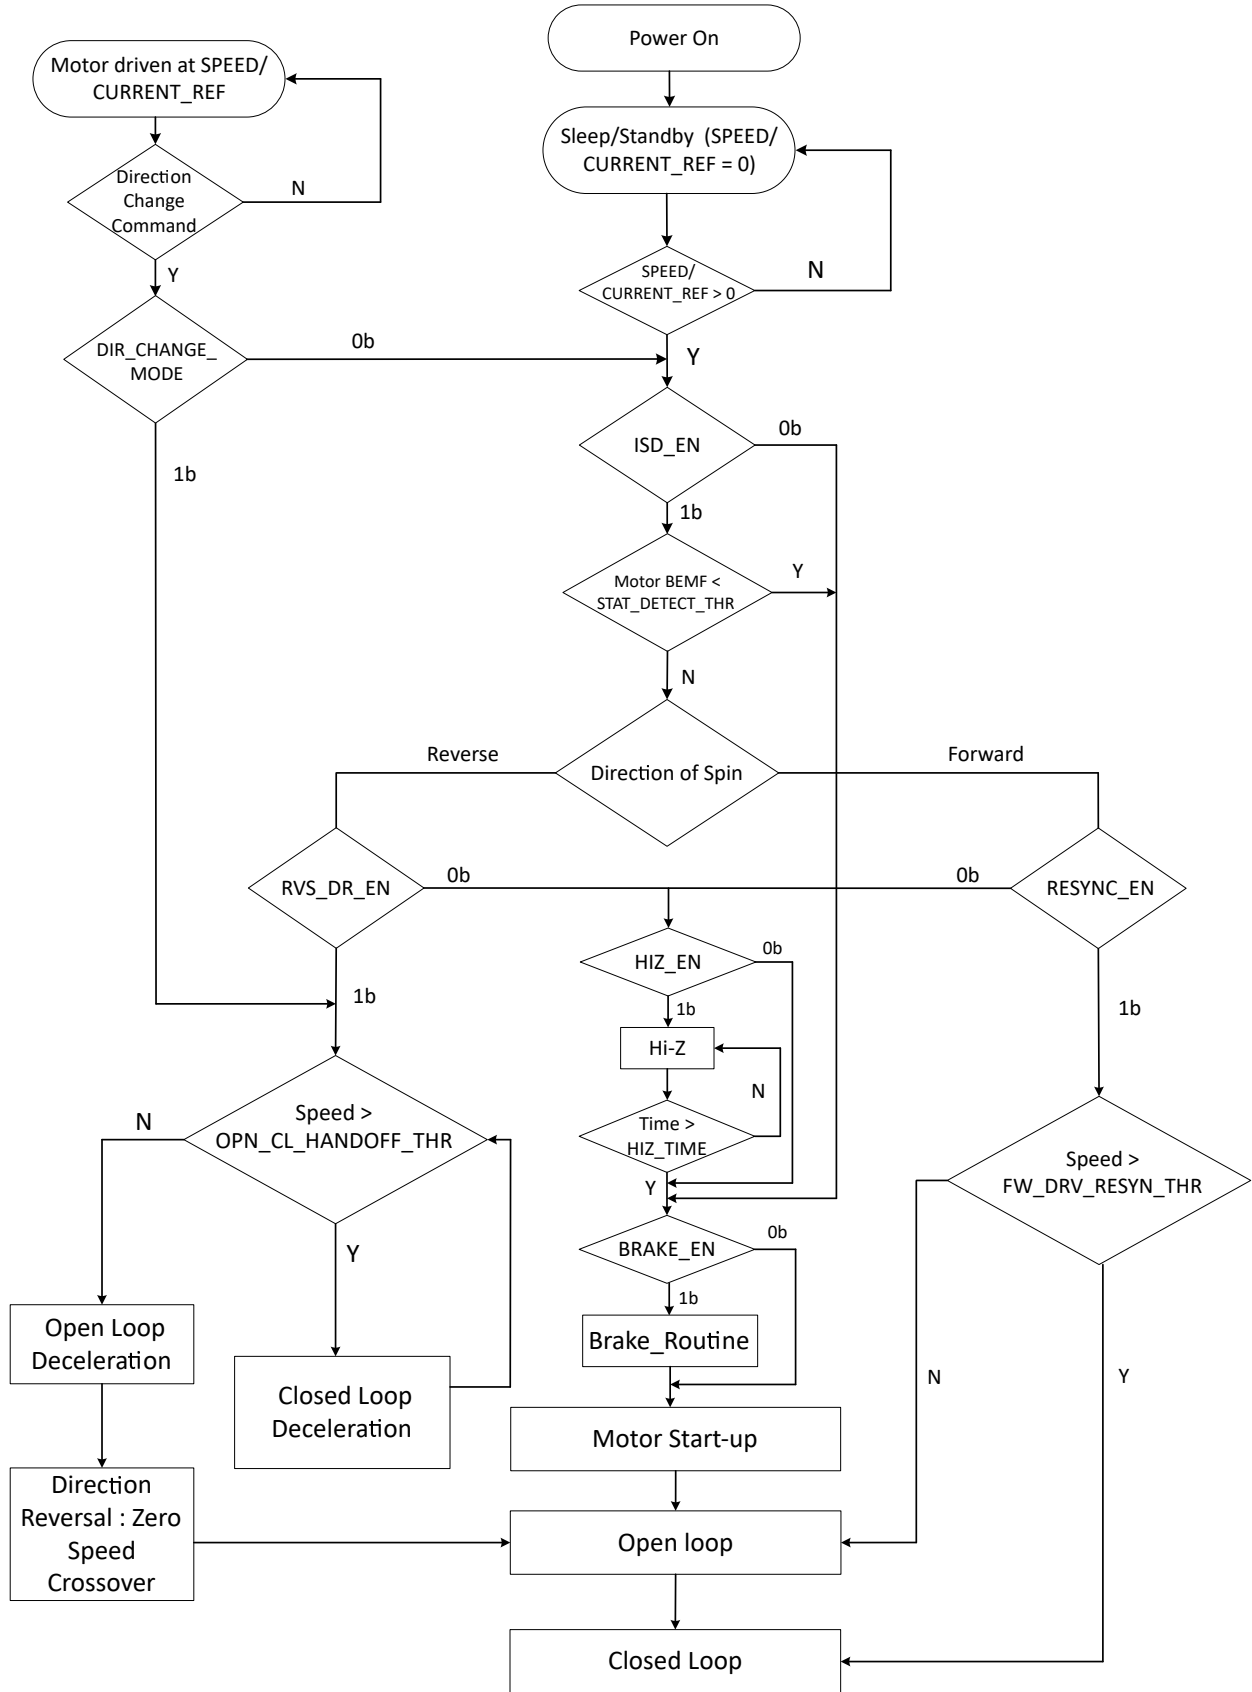 Power On
Motor driven at SPEED/
CURRENT_REF
Sleep/Standby (SPEED/
CURRENT_REF = 0)
Direction
Change
Command
N
Y
SPEED/
CURRENT_REF > 0
N
DIR_CHANGE_
MODE
0b
Y
1b
ISD_EN
0b
1b
Motor BEMF <
STAT_DETECT_THR
Y
N
Reverse
Direction of Spin
Forward
RVS_DR_EN
0b
0b
RESYNC_EN
HIZ_EN
0b
1b
1b
1b
Hi-Z
N
Time >
HIZ_TIME
Y
N
Speed >
OPN_CL_HANDOFF_THR
Speed >
FW_DRV_RESYN_THR
Y
BRAKE_EN
0b
1b
Open Loop
Deceleration
Brake_Routine
Closed Loop
Deceleration
N
Y
Motor Start-up
Direction
Reversal : Zero
Speed
Crossover
Open loop
Closed Loop